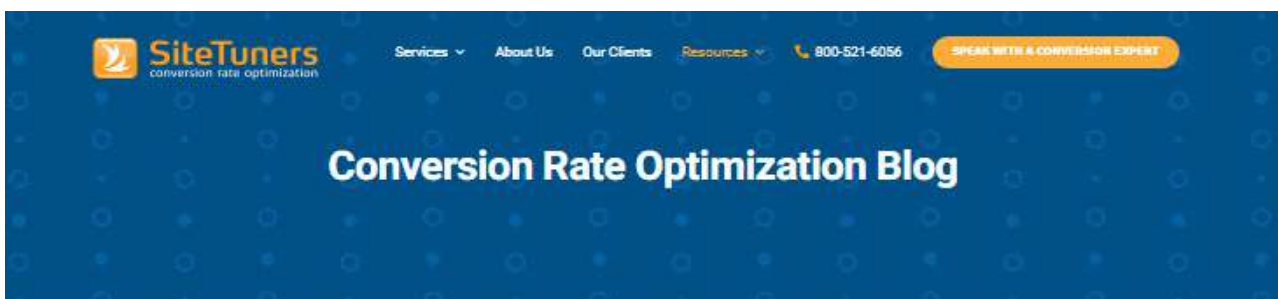 SiteTuners
conversion rate optimization
Services
About Us
Our Clients
Resources
800-521-6056
SPEAK WITH A CONVERSION EXPERT
Conversion Rate Optimization Blog